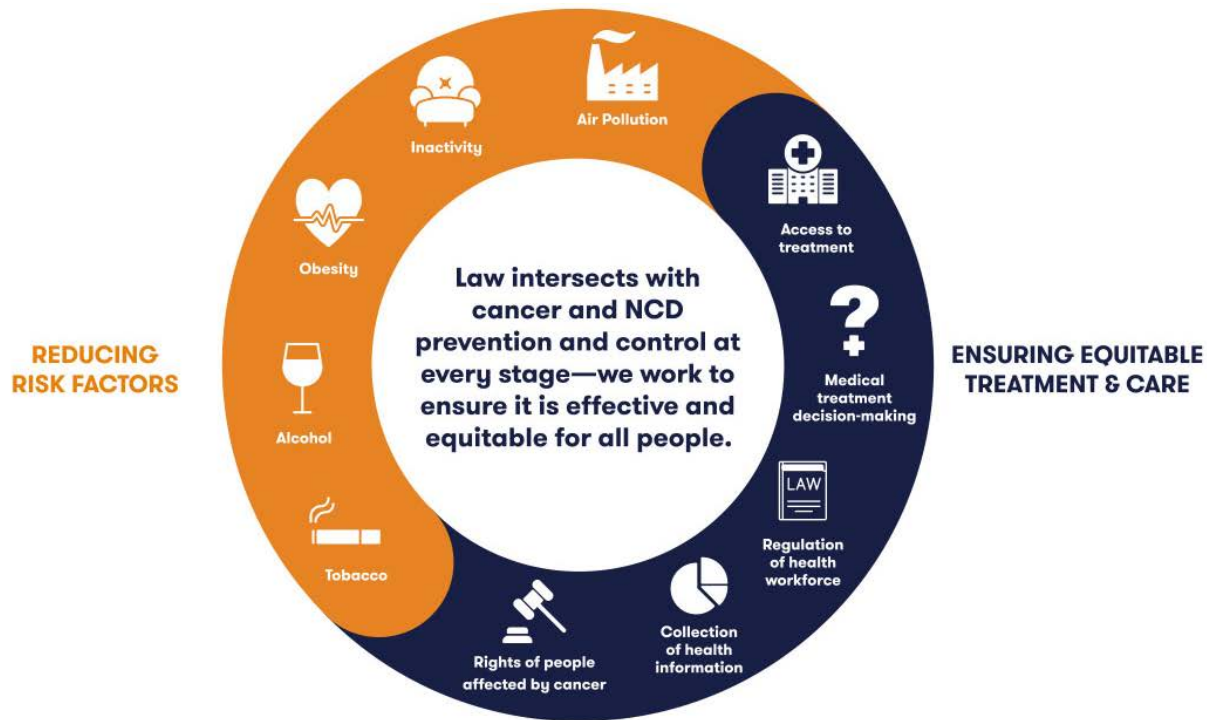 Air Pollution
Inactivity
Obesity
Alcohol
Tobacco
REDUCING
RISK FACTORS
Law intersects with
cancer and NCD
prevention and control at
every stage—we work to
ensure it is effective and
equitable for all people.
Access to
treatment
Medical
treatment
decision-making
LAW
Regulation
of health
workforce
Collection
of health
information
Rights of people
affected by cancer
ENSURING EQUITABLE
TREATMENT & CARE